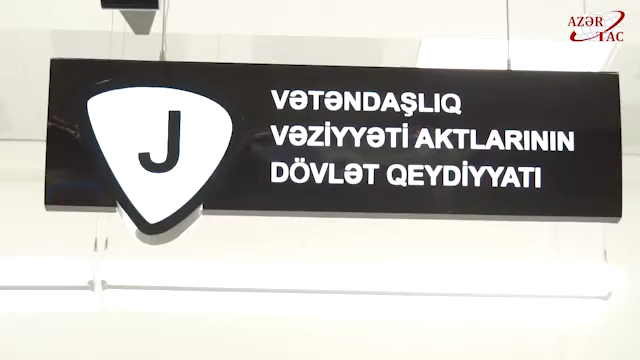 AZƏR
TAC
J
VƏTƏNDAŞLIQ
VƏZİYYƏTİ AKTLARININ
DÖVLƏT QEYDİYYATI